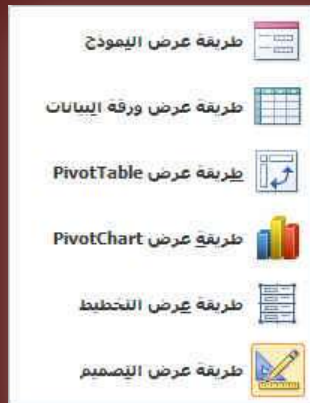 طريقة عرض النموذج
طريقة عرض ورقة البيانات
طريقة عرض PivotTable
طريقة عرض PivotChart
طريقة عرض التخطيط
طريقة عرض التصميم